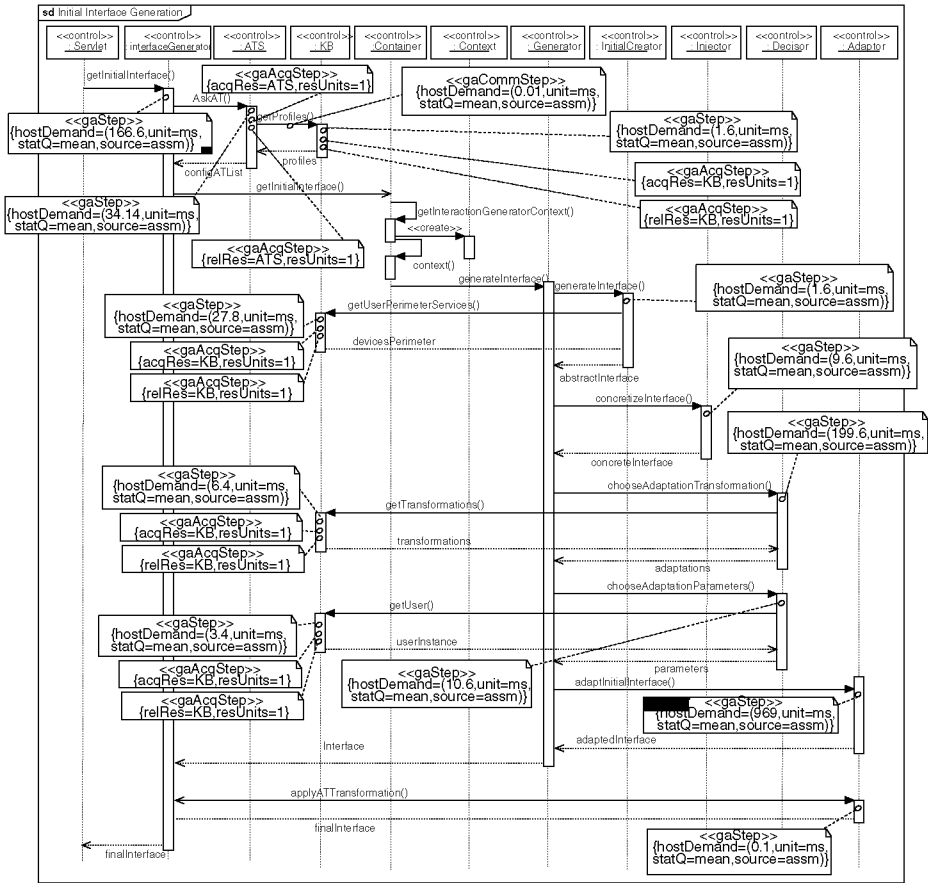 sd Initial Interface Generation
<<control>> <<control>> <<control>> <<control>> <<control>> <<control>> <<control>> <<control>> <<control>> <<control>> <<control>>
: Servlet : interfaceGenerator : ATS : KB : Container : Context : Generator : InitialCreator : Injector : Decisor : Adaptor
getInitialInterface()
<<gaAcqStep>>
{acqRes=ATS,resUnits=1}
<<gaCommStep>>
{hostDemand=(0.01,unit=ms,
statQ=mean,source=assm)}
AskAT()
getProfiles()
<<gaStep>>
{hostDemand=(166.6,unit=ms,
statQ=mean,source=assm)}
<<gaStep>>
{hostDemand=(1.6,unit=ms,
statQ=mean,source=assm)}
profiles
configATList
<<gaAcqStep>>
{acqRes=KB,resUnits=1}
getInitialInterface()
<<gaStep>>
{hostDemand=(34.14,unit=ms,
statQ=mean,source=assm)}
<<gaAcqStep>>
{relRes=KB,resUnits=1}
getInteractionGeneratorContext()
<<create>>
<<gaAcqStep>>
{relRes=ATS,resUnits=1}
context()
generateInterface()
generateInterface()
<<gaStep>>
{hostDemand=(1.6,unit=ms,
statQ=mean,source=assm)}
getUserPerimeterServices()
<<gaStep>>
{hostDemand=(27.8,unit=ms,
statQ=mean,source=assm)}
devicesPerimeter
<<gaAcqStep>>
{acqRes=KB,resUnits=1}
<<gaStep>>
{hostDemand=(9.6,unit=ms,
statQ=mean,source=assm)}
abstractInterface
<<gaAcqStep>>
{relRes=KB,resUnits=1}
concretizeInterface()
<<gaStep>>
{hostDemand=(199.6,unit=ms,
statQ=mean,source=assm)}
concreteInterface
<<gaStep>>
{hostDemand=(6.4,unit=ms,
statQ=mean,source=assm)}
chooseAdaptationTransformation()
getTransformations()
<<gaAcqStep>>
{acqRes=KB,resUnits=1}
transformations
<<gaAcqStep>>
{relRes=KB,resUnits=1}
adaptations
chooseAdaptationParameters()
getUser()
<<gaStep>>
{hostDemand=(3.4,unit=ms,
statQ=mean,source=assm)}
userInstance
<<gaAcqStep>>
{acqRes=KB,resUnits=1}
parameters
<<gaStep>>
{hostDemand=(10.6,unit=ms,
statQ=mean,source=assm)}
adaptInitialInterface()
<<gaAcqStep>>
{relRes=KB,resUnits=1}
<<gaStep>>
{hostDemand=(969,unit=ms,
statQ=mean,source=assm)}
adaptedInterface
Interface
applyATTransformation()
finalInterface
<<gaStep>>
{hostDemand=(0.1,unit=ms,
statQ=mean,source=assm)}
finalInterface